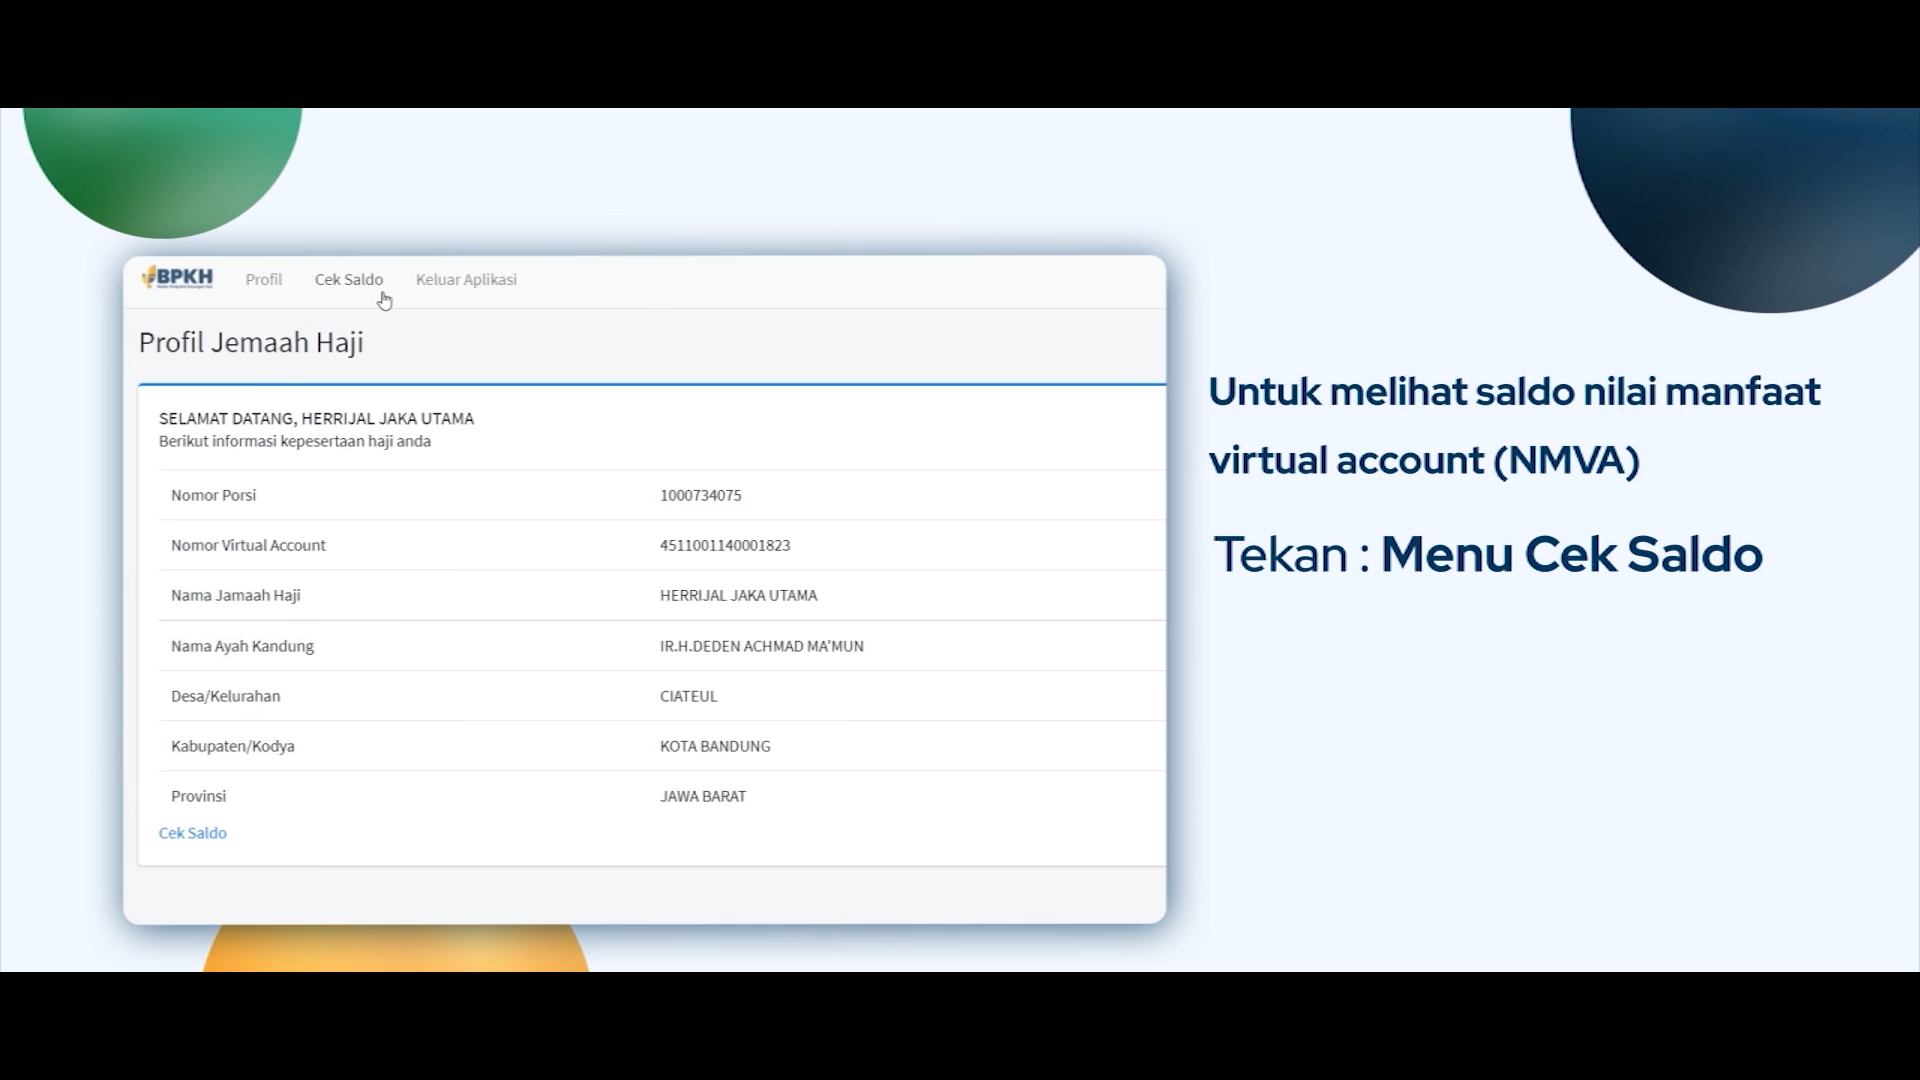 BPKH
Profil
Cek Saldo
Keluar Aplikasi
Profil Jemaah Haji
SELAMAT DATANG, HERRIJAL JAKA UTAMA
Berikut informasi kepesertaan haji anda
Nomor Porsi 1000734075
Nomor Virtual Account 4511001140001823
Nama Jamaah Haji HERRIJAL JAKA UTAMA
Nama Ayah Kandung IR.H.DEDEN ACHMAD MA'MUN
Desa/Kelurahan CIATEUL
Kabupaten/Kodya KOTA BANDUNG
Provinsi JAWA BARAT
Cek Saldo
Untuk melihat saldo nilai manfaat
virtual account (NMVA)
Tekan : Menu Cek Saldo